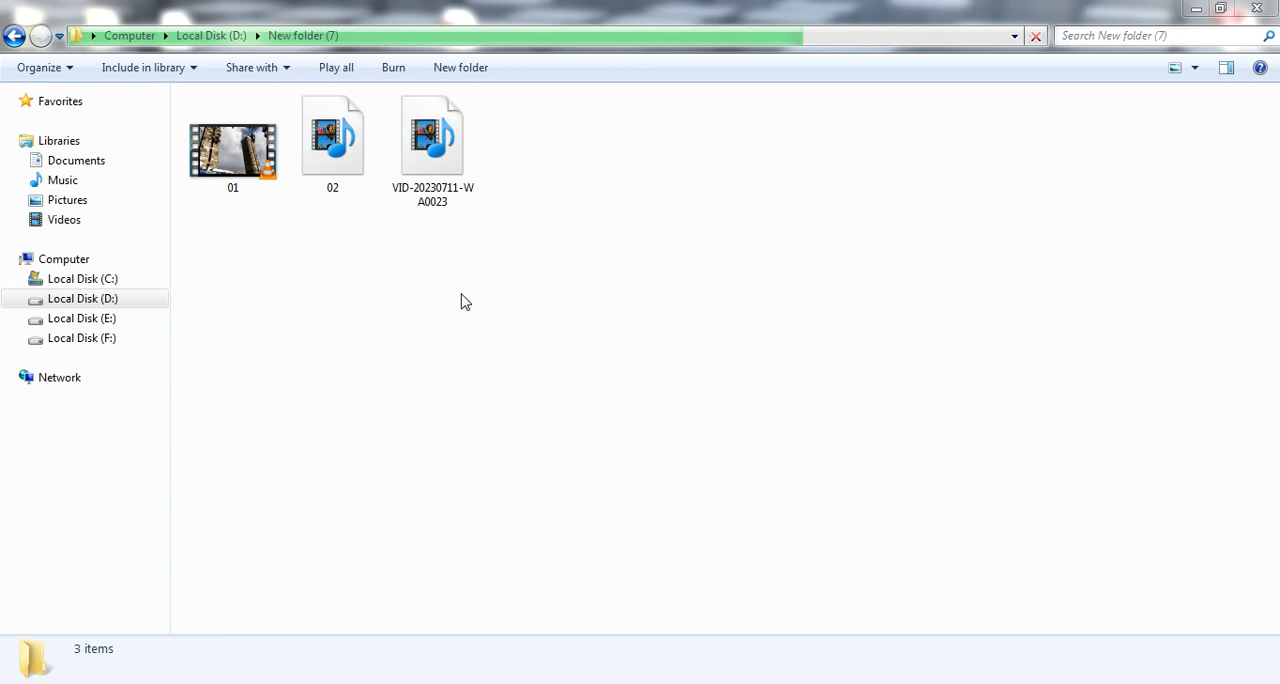 Computer Local Disk (D:) New folder (7) Search New folder (7)
Organize Include in library Share with Play all Burn New folder
Favorites
Libraries
Documents
Music
Pictures
Videos
Computer
Local Disk (C:)
Local Disk (D:)
Local Disk (E:)
Local Disk (F:)
Network
01
02
VID-20230711-W
A0023
3 items